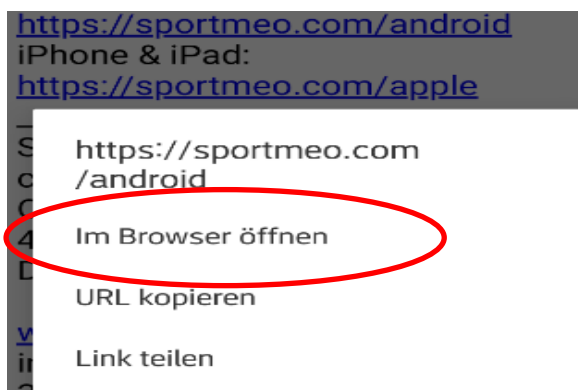 https://sportmeo.com/android
iPhone & iPad:
https://sportmeo.com/apple
https://sportmeo.com
/android
Im Browser öffnen
URL kopieren
Link teilen